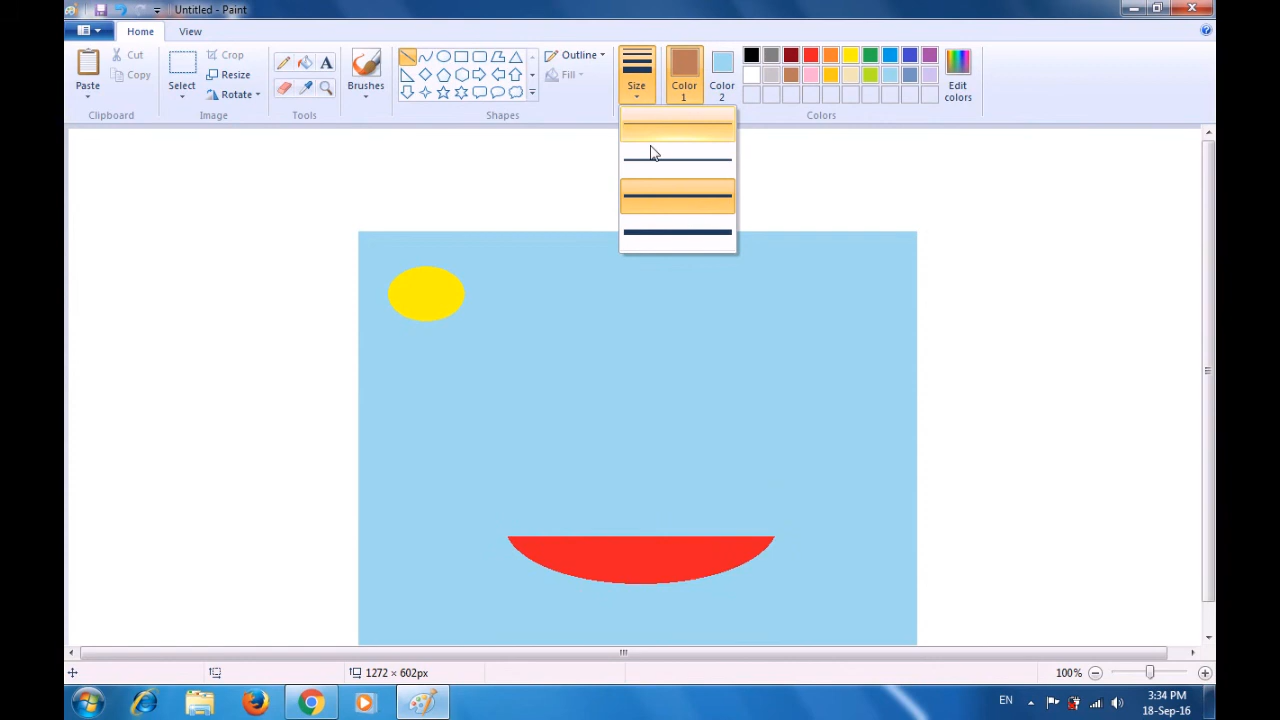 Untitled - Paint
Home View
Paste
Cut
Copy
Clipboard
Select
Crop
Resize
Rotate
Image
A
Tools
Brushes
Outline
Fill
Shapes
Size
Color
1
Color
2
Edit
colors
Colors
1272 × 602px
100%
EN
3:34 PM
18-Sep-16